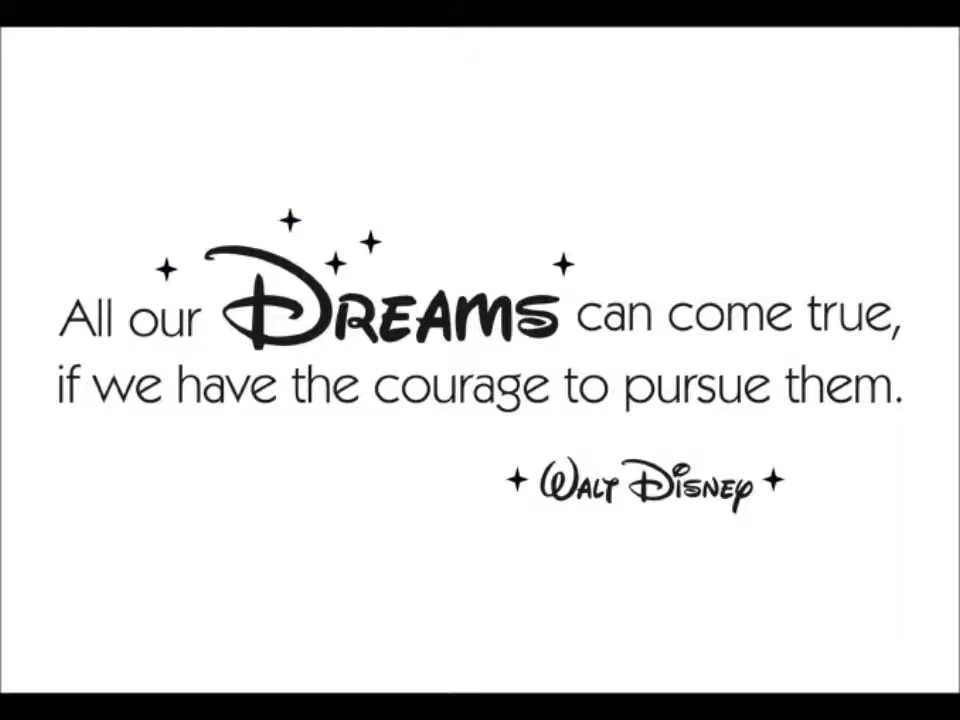 All our Dreams can come true,
if we have the courage to pursue them.
Walt Disney